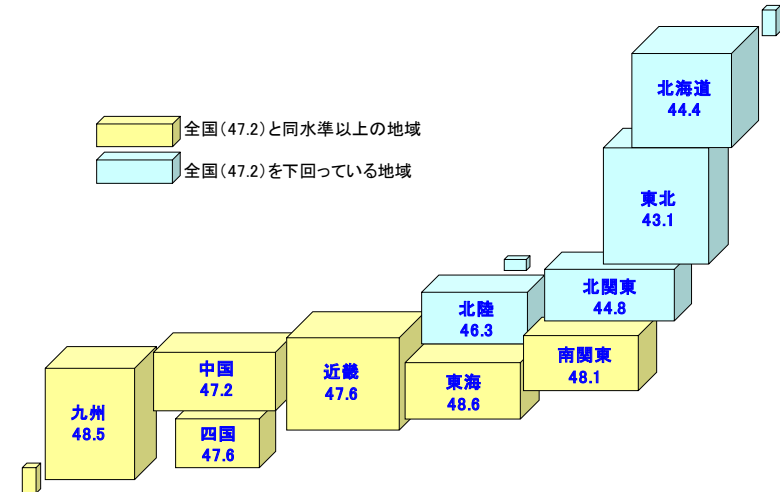 北海道
44.4
全国(47.2)と同水準以上の地域
全国(47.2)を下回っている地域
東北
43.1
北関東
44.8
北陸
46.3
南関東
48.1
中国
47.2
近畿
47.6
東海
48.6
九州
48.5
四国
47.6